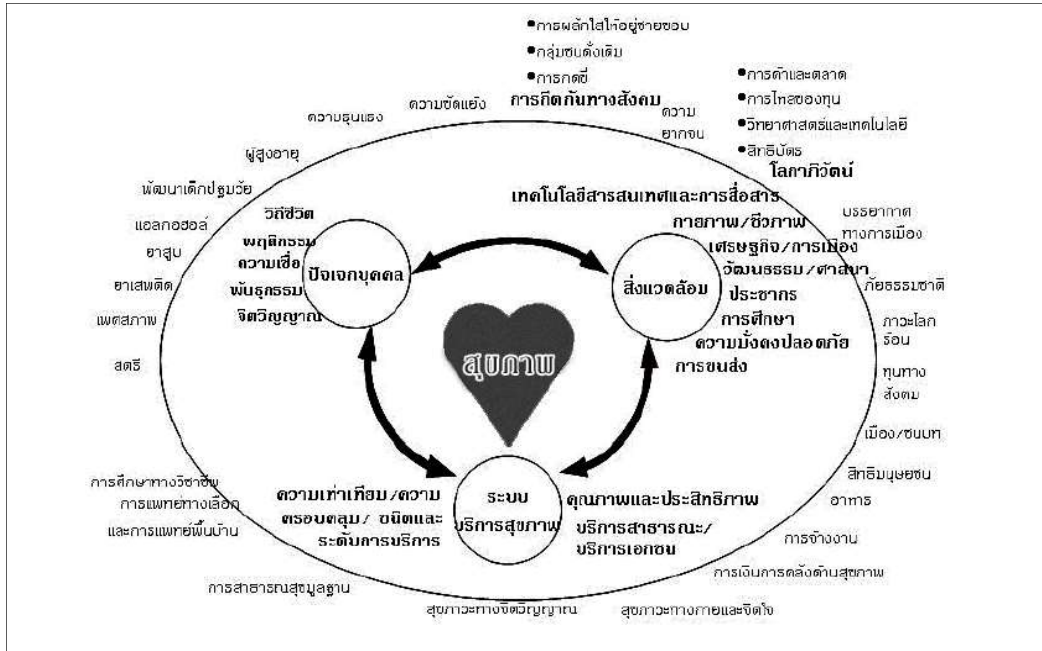 •การผลักใสให้อยู่ชายขอบ
•กลุ่มชนดั้งเดิม
•การกดขี่
การกีดกันทางสังคม
ความขัดแย้ง
ความรุนแรง
ผู้สูงอายุ
พัฒนาเด็กปฐมวัย
แอลกอฮอล์
ยาสูบ
ยาเสพติด
เพศสภาพ
สตรี
ความ
ยากจน
•การค้าและตลาด
•การไหลของทุน
•วิทยาศาสตร์และเทคโนโลยี
•สิทธิบัตร
โลกาภิวัตน์
บรรยากาศ
ทางการเมือง
ภัยธรรมชาติ
ภาวะโลก
ร้อน
ทุนทาง
สังคม
เมือง/ชนบท
สิทธิมนุษยชน
อาหาร
การจ้างงาน
การเงินการคลังด้านสุขภาพ
สุขภาวะทางกายและจิตใจ
สุขภาวะทางจิตวิญญาณ
การสาธารณสุขมูลฐาน
การศึกษาทางวิชาชีพ
การแพทย์ทางเลือก
และการแพทย์พื้นบ้าน
วิถีชีวิต
พฤติกรรม
ความเชื่อ
พันธุกรรม
จิตวิญญาณ
ปัจเจกบุคคล
เทคโนโลยีสารสนเทศและการสื่อสาร
กายภาพ/ชีวภาพ
เศรษฐกิจ/การเมือง
วัฒนธรรม/ศาสนา
ประชากร
การศึกษา
ความมั่งคงปลอดภัย
การขนส่ง
สิ่งแวดล้อม
สุขภาพ
ความเท่าเทียม/ความ
ครอบคลุม/ ชนิดและ
ระดับการบริการ
ระบบ
บริการสุขภาพ
คุณภาพและประสิทธิภาพ
บริการสาธารณะ/
บริการเอกชน